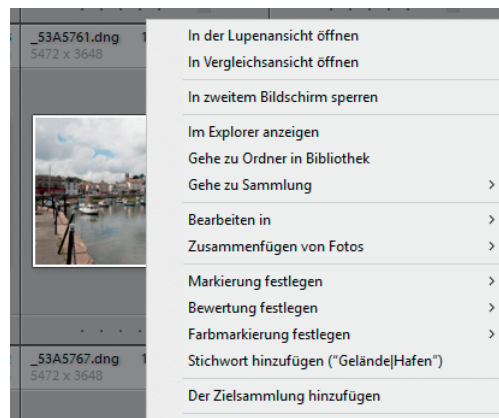 _53A5761.dng
5472 x 3648
In der Lupenansicht öffnen
In Vergleichsansicht öffnen
In zweitem Bildschirm sperren
Im Explorer anzeigen
Gehe zu Ordner in Bibliothek
Gehe zu Sammlung
Bearbeiten in
Zusammenfügen von Fotos
Markierung festlegen
Bewertung festlegen
Farbmarkierung festlegen
Stichwort hinzufügen ("Gelände|Hafen")
Der Zielsammlung hinzufügen
_53A5767.dng
5472 x 3648